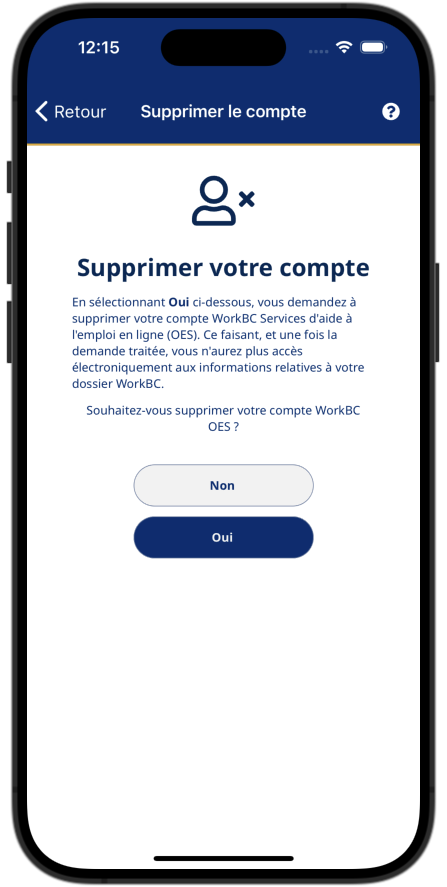 12:15
Retour
Supprimer le compte
Supprimer votre compte
En sélectionnant Oui ci-dessous, vous demandez à
supprimer votre compte WorkBC Services d'aide à
l'emploi en ligne (OES). Ce faisant, et une fois la
demande traitée, vous n'aurez plus accès
électroniquement aux informations relatives à votre
dossier WorkBC.
Souhaitez-vous supprimer votre compte WorkBC
OES ?
Non
Oui